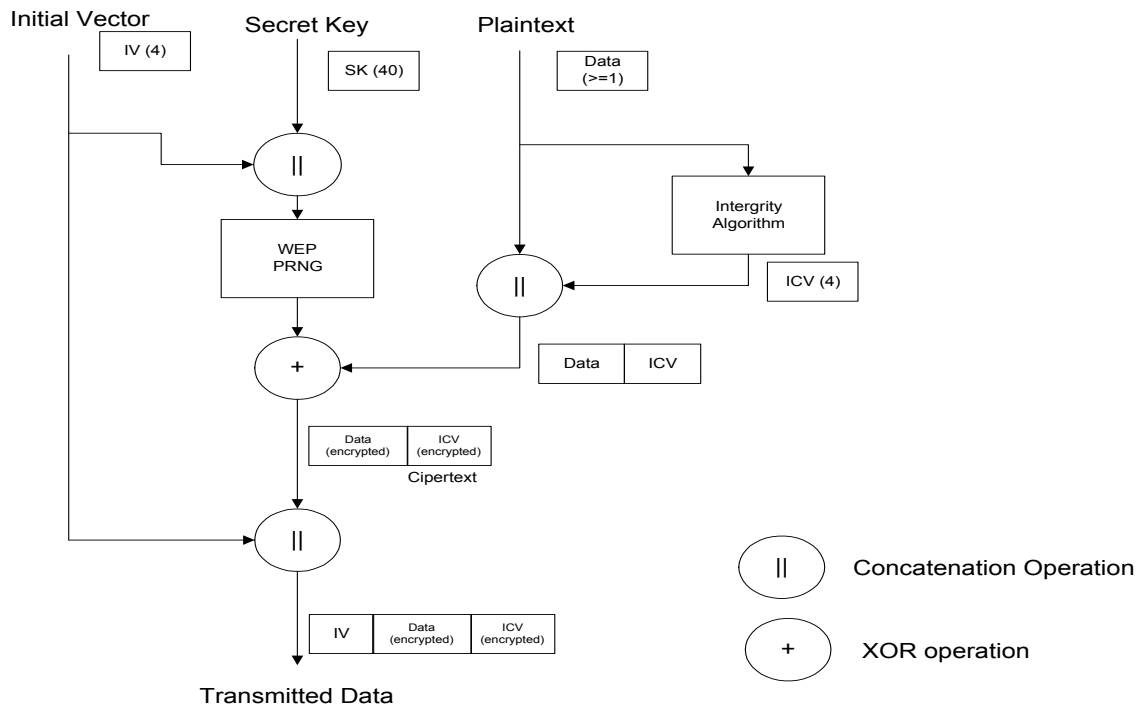 Initial Vector
Secret Key
Plaintext
IV (4)
SK (40)
Data
(>=1)
||
Intergrity
Algorithm
WEP
PRNG
||
ICV (4)
+
Data
ICV
Data
(encrypted)
ICV
(encrypted)
Cipertext
||
||
Concatenation Operation
IV
Data
(encrypted)
ICV
(encrypted)
+
XOR operation
Transmitted Data